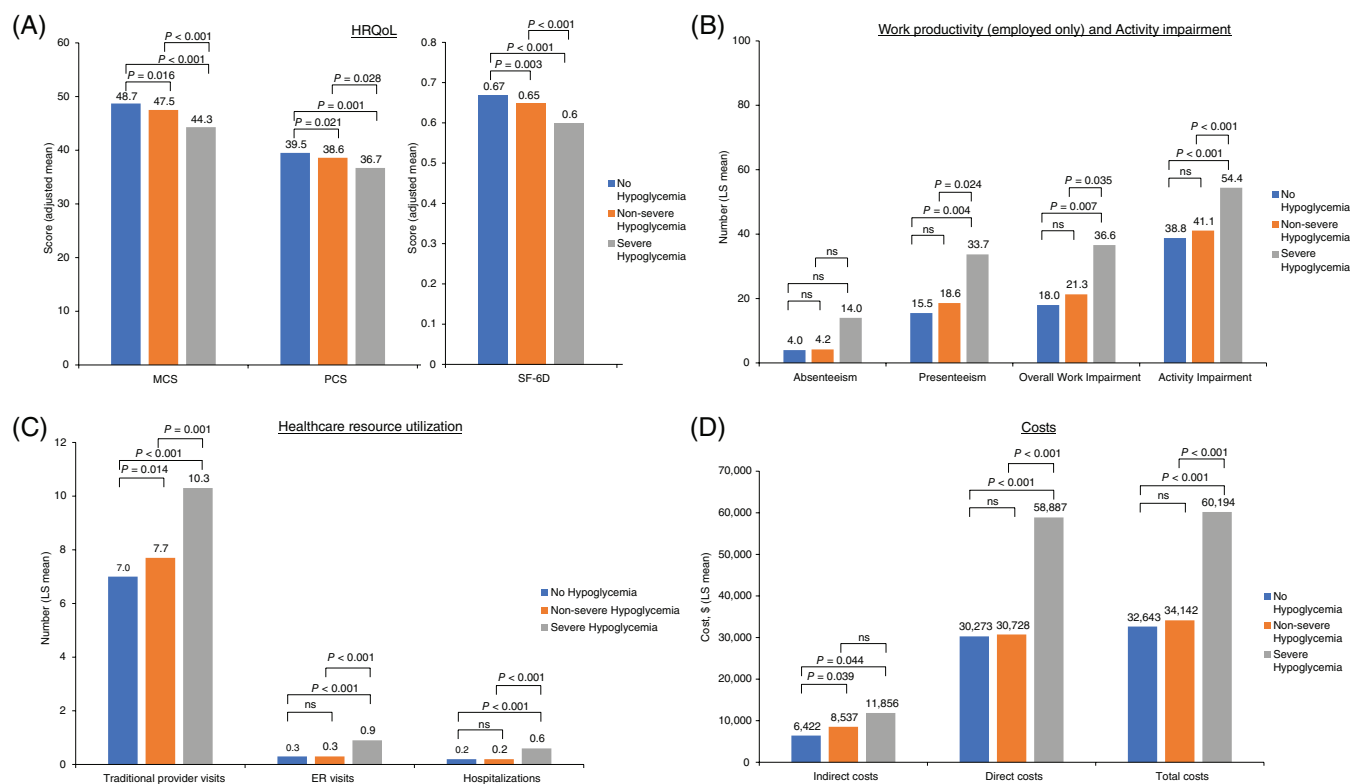 (A)
HRQoL
Score (adjusted mean)
60
50
40
30
20
10
0
P < 0.001
P < 0.001
P = 0.016
48.7
47.5
44.3
P = 0.028
P = 0.001
P = 0.021
39.5
38.6
36.7
MCS
PCS
Score (adjusted mean)
0.8
0.7
0.6
0.5
0.4
0.3
0.2
0.1
0
P < 0.001
P < 0.001
P = 0.003
0.67
0.65
0.6
SF-6D
No
Hypoglycemia
Non-severe
Hypoglycemia
Severe
Hypoglycemia
(B)
Work productivity (employed only) and Activity impairment
Number (LS mean)
100
80
60
40
20
0
ns
ns
ns
4.0
4.2
14.0
P = 0.024
P = 0.004
ns
15.5
18.6
33.7
P = 0.035
P = 0.007
ns
18.0
21.3
36.6
P < 0.001
P < 0.001
ns
38.8
41.1
54.4
Absenteeism
Presenteeism
Overall Work Impairment
Activity Impairment
No
Hypoglycemia
Non-severe
Hypoglycemia
Severe
Hypoglycemia
(C)
Healthcare resource utilization
Number (LS mean)
12
10
8
6
4
2
0
P = 0.001
P < 0.001
P = 0.014
7.0
7.7
10.3
P < 0.001
P < 0.001
ns
0.3
0.3
0.9
P < 0.001
P < 0.001
ns
0.2
0.2
0.6
Traditional provider visits
ER visits
Hospitalizations
No Hypoglycemia
Non-severe Hypoglycemia
Severe Hypoglycemia
(D)
Costs
Cost, $ (LS mean)
70,000
60,000
50,000
40,000
30,000
20,000
10,000
0
ns
P = 0.044
P = 0.039
6,422
8,537
11,856
P < 0.001
P < 0.001
ns
30,273
30,728
58,887
P < 0.001
P < 0.001
ns
32,643
34,142
60,194
Indirect costs
Direct costs
Total costs
No
Hypoglycemia
Non-severe
Hypoglycemia
Severe
Hypoglycemia